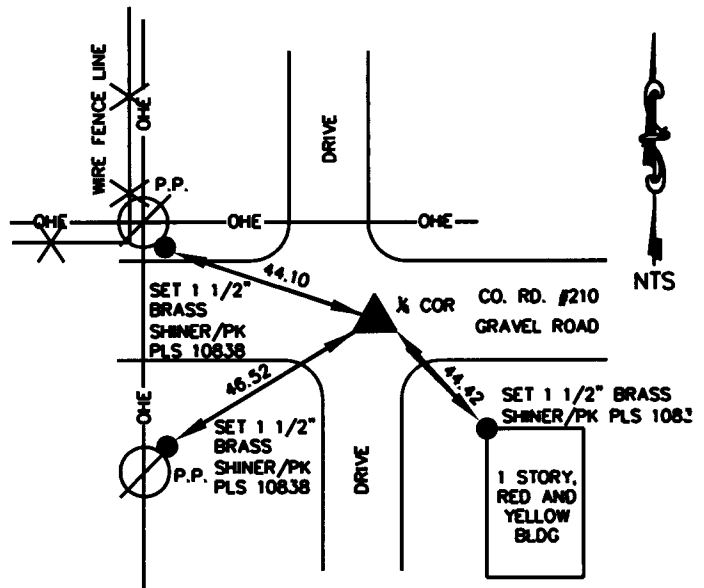 WIRE FENCE LINE
OHE
DRIVE
P.P.
OHE
OHE
OHE
NTS
44.10
SET 1 1/2"
BRASS
SHINER/PK
PLS 10838
COR
CO. RD. #210
GRAVEL ROAD
46.52
44.42
SET 1 1/2" BRASS
SHINER/PK PLS 1083
OHE
SET 1 1/2"
BRASS
SHINER/PK
PLS 10838
P.P.
DRIVE
1 STORY,
RED AND
YELLOW
BLDG